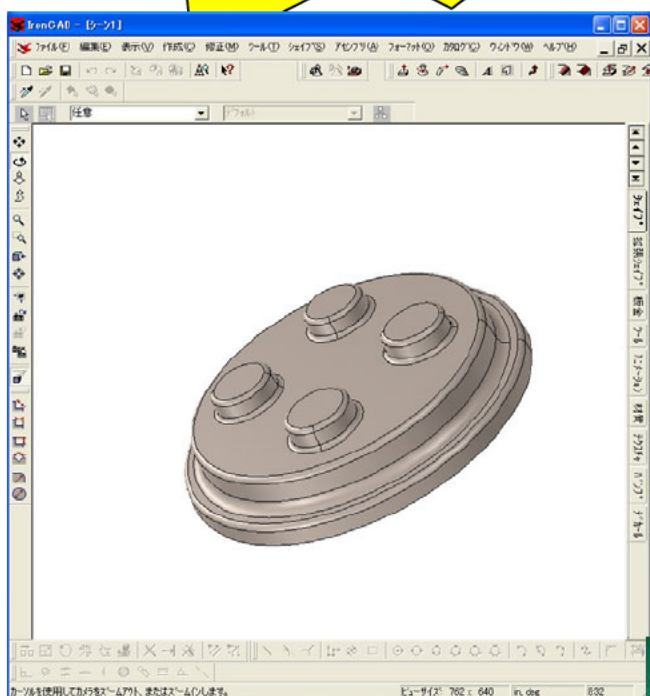 IronCAD - [シーン1]
ファイル(F) 編集(E) 表示(V) 作成(C) 修正(M) ツール(T) シェイプ(S) アセンブリ(A) フォーマット(O) カタログ(C) ウィンドウ(W) ヘルプ(H)
任意 デフォルト
シェイプ
拡張シェイプ
板金
ツール
アニメーション
材質
テクスチャ
バンプ
デカール
カーソルを使用してカメラをズームアウト、またはズームインします。 ビューサイズ: 762 x 640 in, deg 832